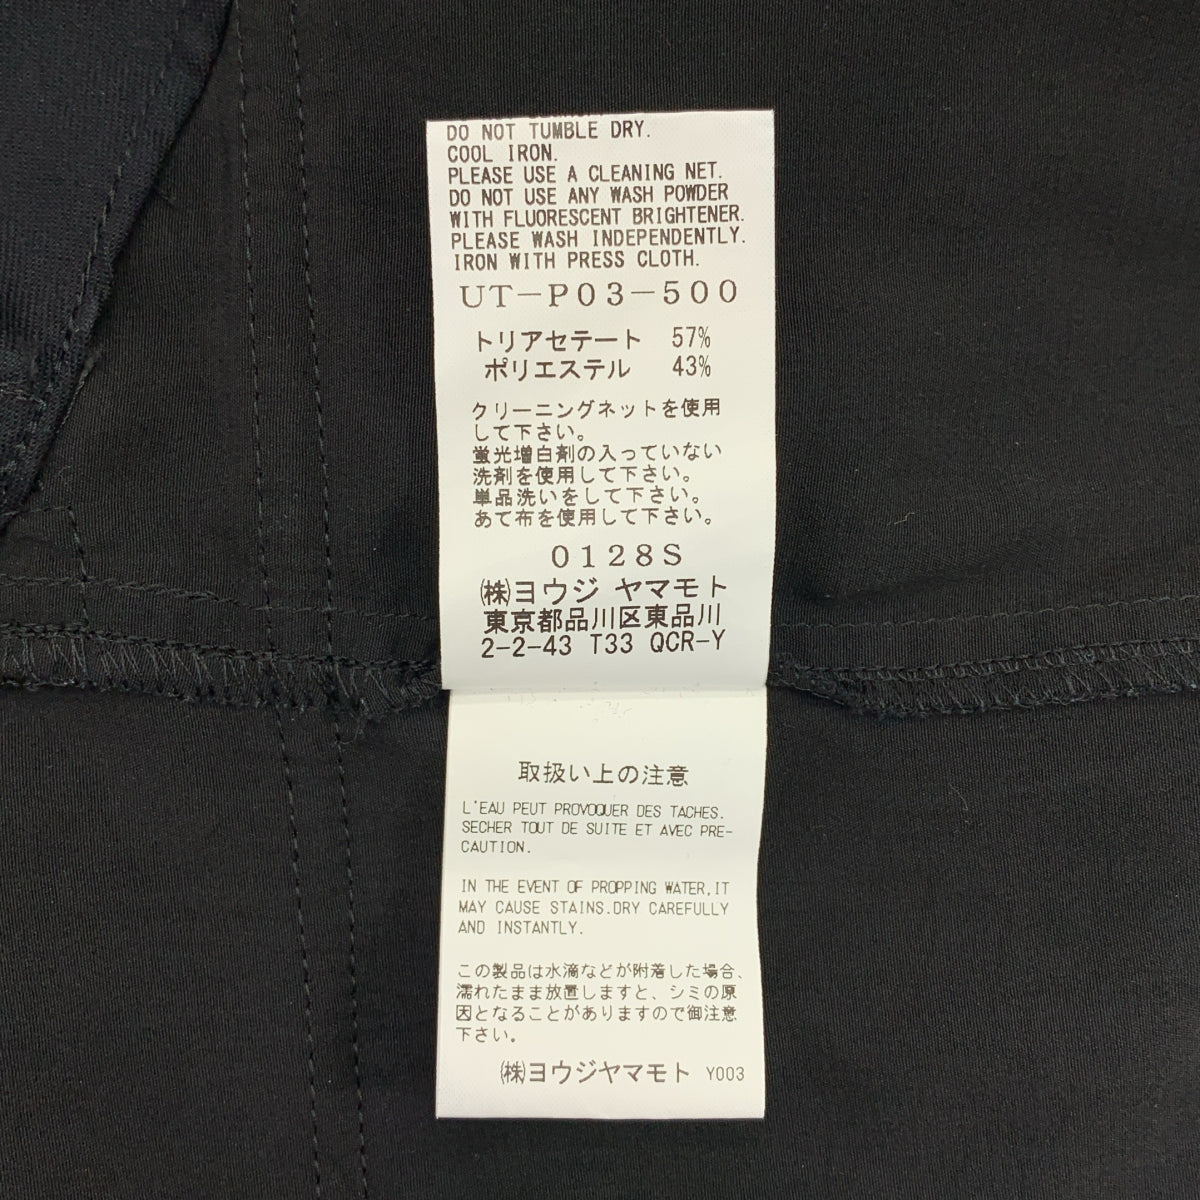 DO NOT TUMBLE DRY.
COOL IRON.
PLEASE USE A CLEANING NET.
DO NOT USE ANY WASH POWDER
WITH FLUORESCENT BRIGHTENER.
PLEASE WASH INDEPENDENTLY.
IRON WITH PRESS CLOTH.
UT-P03-500
トリアセテート 57%
ポリエステル 43%
クリーニングネットを使用
して下さい。
蛍光増白剤の入っていない
洗剤を使用して下さい。
単品洗いをして下さい。
あて布を使用して下さい。
0128S
㈱ヨウジ ヤマモト
東京都品川区東品川
2-2-43 T33 QCR-Y
取扱い上の注意
L'EAU PEUT PROVOQUER DES TACHES.
SECHER TOUT DE SUITE ET AVEC PRE-
CAUTION.
IN THE EVENT OF PROPPING WATER,IT
MAY CAUSE STAINS.DRY CAREFULLY
AND INSTANTLY.
この製品は水滴などが附着した場合、
濡れたまま放置しますと、シミの原
因となることがありますので御注意
下さい。
㈱ヨウジヤマモト Y003